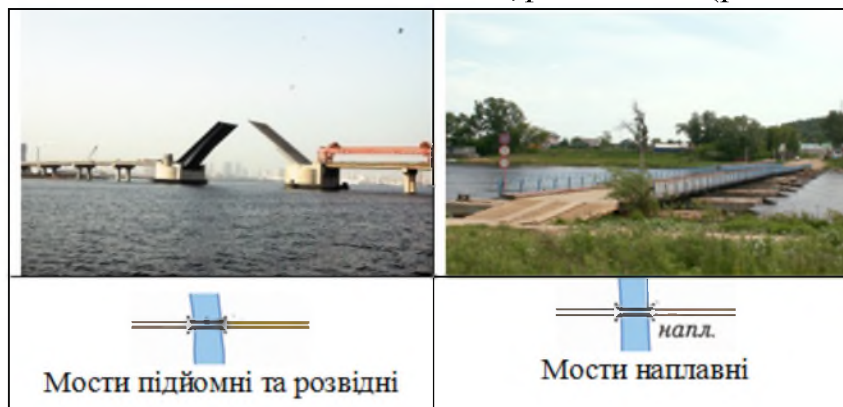 напл.
Мости підйомні та розвідні
Мости наплавні